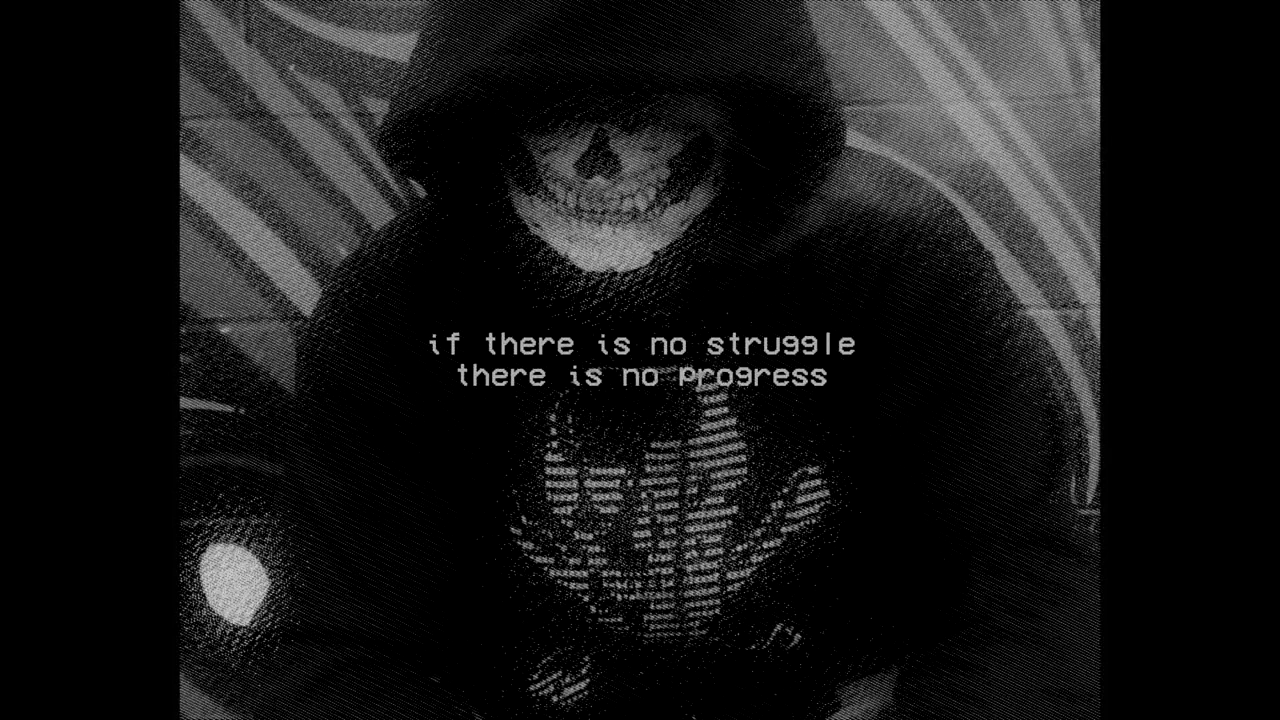 if there is no struggle
there is no progress